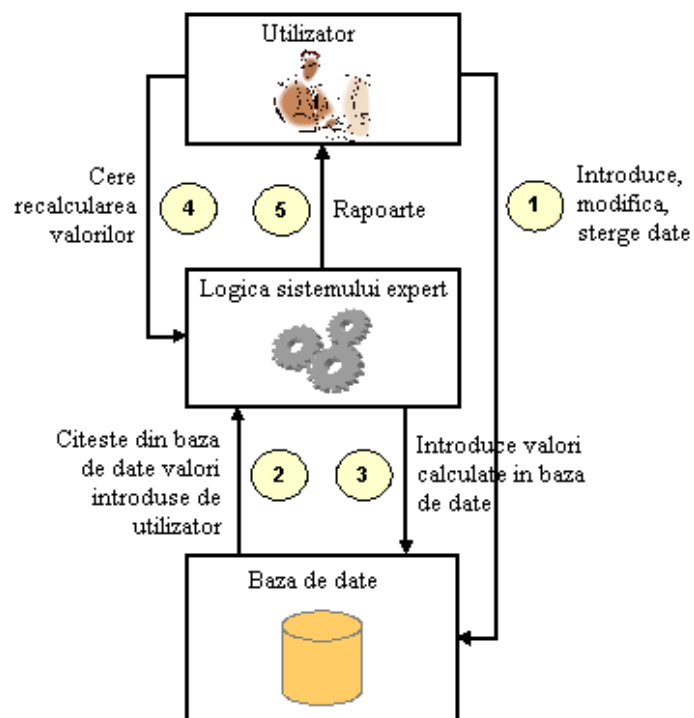 Utilizator
Cere
recalcularea
valorilor
4
5
Rapoarte
1
Introduce,
modifica,
sterge date
Logica sistemului expert
Citeste din baza
de date valori
introduse de
utilizator
2
3
Introduce valori
calculate in baza
de date
Baza de date